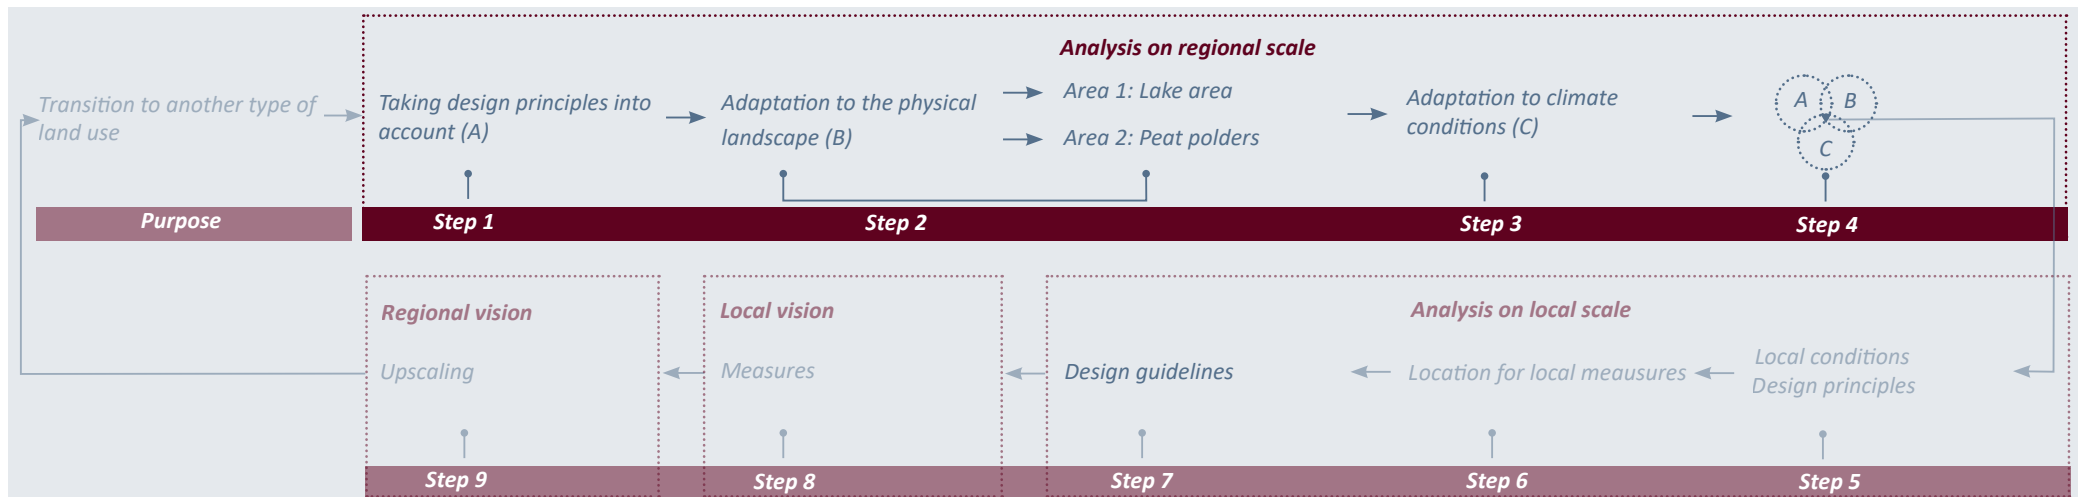 Analysis on regional scale
Transition to another type of
land use
Taking design principles into
account (A)
Adaptation to the physical
landscape (B)
Area 1: Lake area
Area 2: Peat polders
Adaptation to climate
conditions (C)
A
B
C
Purpose
Step 1
Step 2
Step 3
Step 4
Regional vision
Local vision
Analysis on local scale
Upscaling
Measures
Design guidelines
Location for local meausures
Local conditions
Design principles
Step 9
Step 8
Step 7
Step 6
Step 5